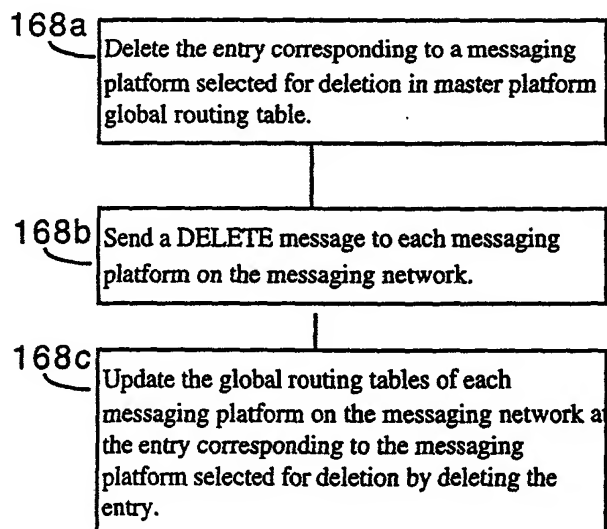 168a
Delete the entry corresponding to a messaging
platform selected for deletion in master platform
global routing table.
168b
Send a DELETE message to each messaging
platform on the messaging network.
168c
Update the global routing tables of each
messaging platform on the messaging network at
the entry corresponding to the messaging
platform selected for deletion by deleting the
entry.